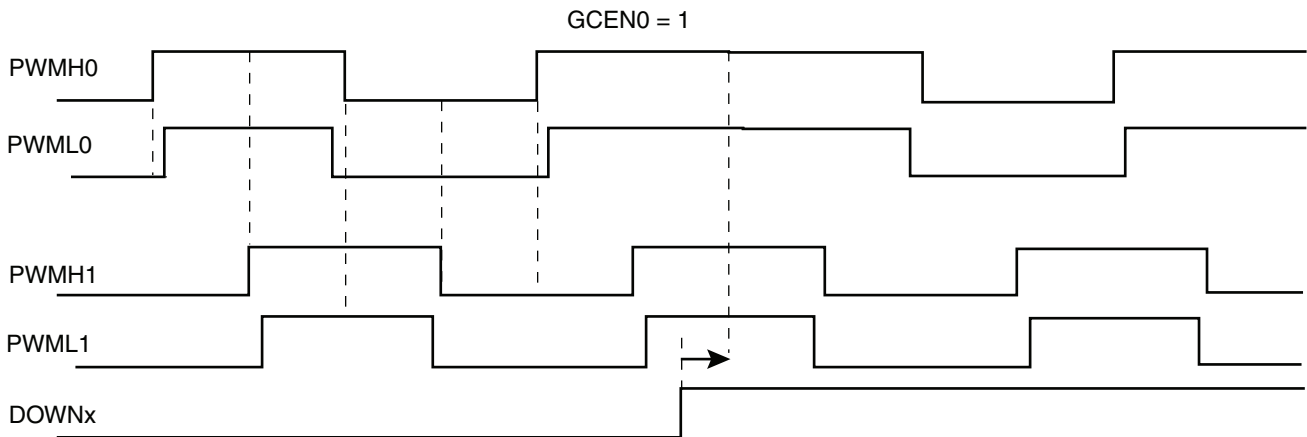 GCEN0 = 1
PWMH0
PWML0
PWMH1
PWML1
DOWNx